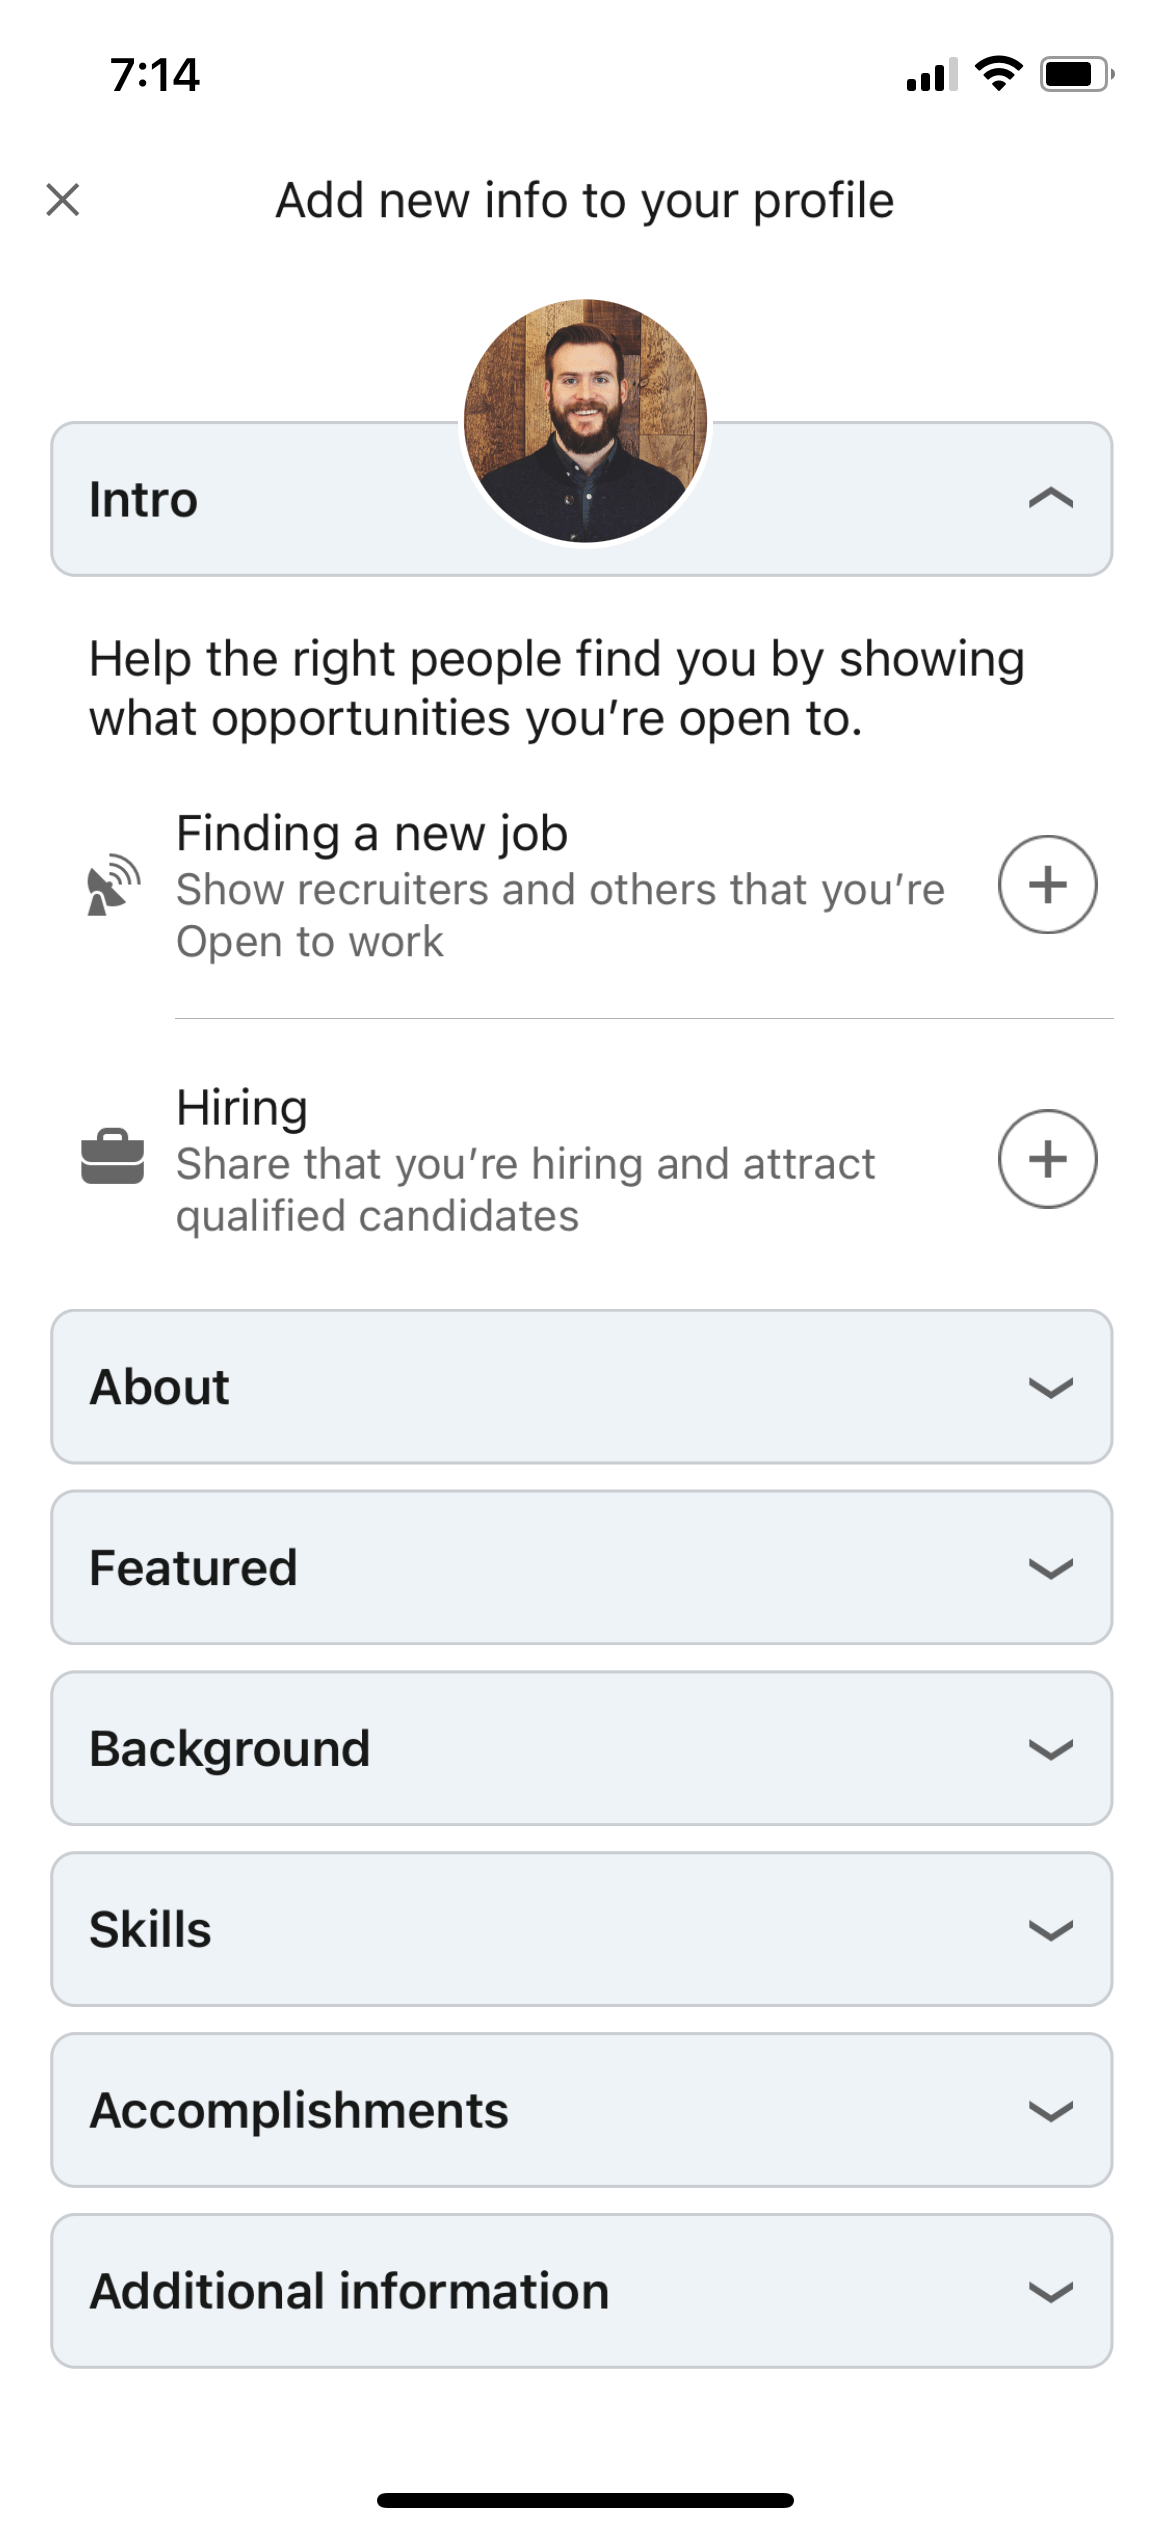 7:14
Add new info to your profile
Intro
Help the right people find you by showing
what opportunities you’re open to.
Finding a new job
Show recruiters and others that you’re
Open to work
Hiring
Share that you’re hiring and attract
qualified candidates
About
Featured
Background
Skills
Accomplishments
Additional information